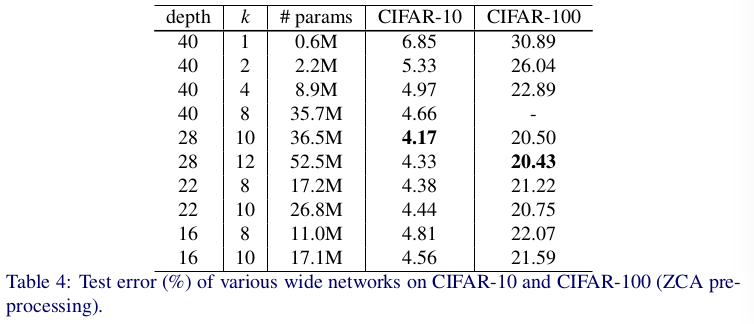 depth k # params CIFAR-10 CIFAR-100
40 1 0.6M 6.85 30.89
40 2 2.2M 5.33 26.04
40 4 8.9M 4.97 22.89
40 8 35.7M 4.66 -
28 10 36.5M 4.17 20.50
28 12 52.5M 4.33 20.43
22 8 17.2M 4.38 21.22
22 10 26.8M 4.44 20.75
16 8 11.0M 4.81 22.07
16 10 17.1M 4.56 21.59
Table 4: Test error (%) of various wide networks on CIFAR-10 and CIFAR-100 (ZCA pre-
processing).